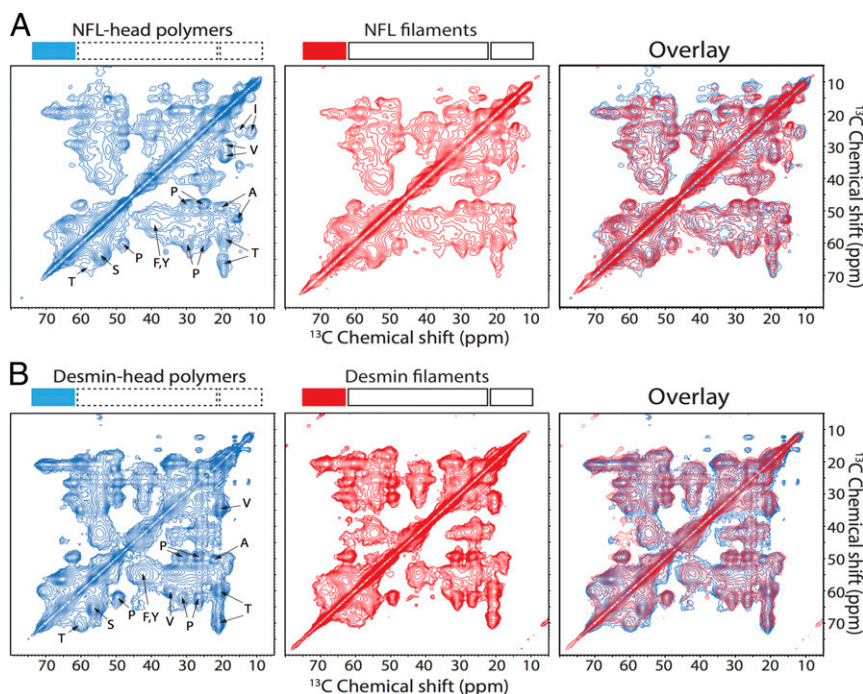 A
NFL-head polymers
NFL filaments
Overlay
I
V
P
A
F,Y
P
P
T
S
T
10
20
30
40
50
60
70
¹³C Chemical shift (ppm)
70 60 50 40 30 20 10
70 60 50 40 30 20 10
70 60 50 40 30 20 10
¹³C Chemical shift (ppm)
B
Desmin-head polymers
Desmin filaments
Overlay
V
P
A
T
S
P
F,Y
V
P
T
10
20
30
40
50
60
70
¹³C Chemical shift (ppm)
70 60 50 40 30 20 10
70 60 50 40 30 20 10
70 60 50 40 30 20 10
¹³C Chemical shift (ppm)